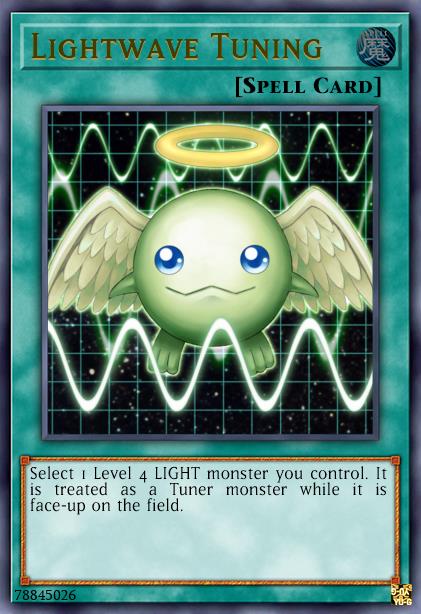 Lightwave Tuning
魔
[Spell Card]
Select 1 Level 4 LIGHT monster you control. It
is treated as a Tuner monster while it is
face-up on the field.
78845026